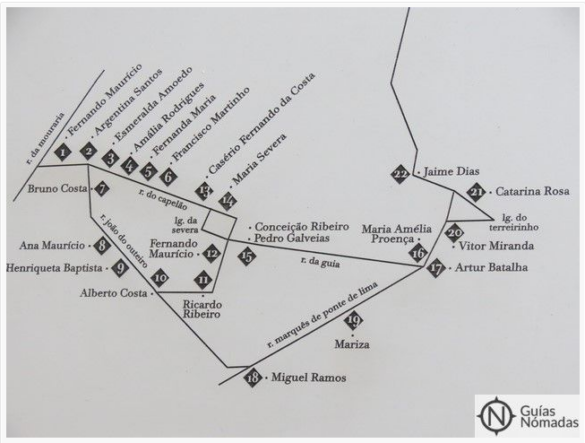 Fernando Maurício
Argentina Santos
Esmeralda Amoedo
Amália Rodrigues
Fernanda Maria
Francisco Martinho
Casério Fernando da Costa
Maria Severa
r. da mouraria
1
2
3
4
5
6
13
14
Bruno Costa
7
r. do capelão
lg. da
severa
r. joão do outeiro
Ana Maurício
8
Henriqueta Baptista
9
Alberto Costa
10
Fernando
Maurício
12
11
Ricardo
Ribeiro
15
Conceição Ribeiro
Pedro Galveias
r. da guia
Maria Amélia
Proença
16
17
Artur Batalha
20
Vitor Miranda
lg. do
terreirinho
21
Catarina Rosa
22
Jaime Dias
r. marquês de ponte de lima
19
Mariza
18
Miguel Ramos
N
Guías
Nómadas